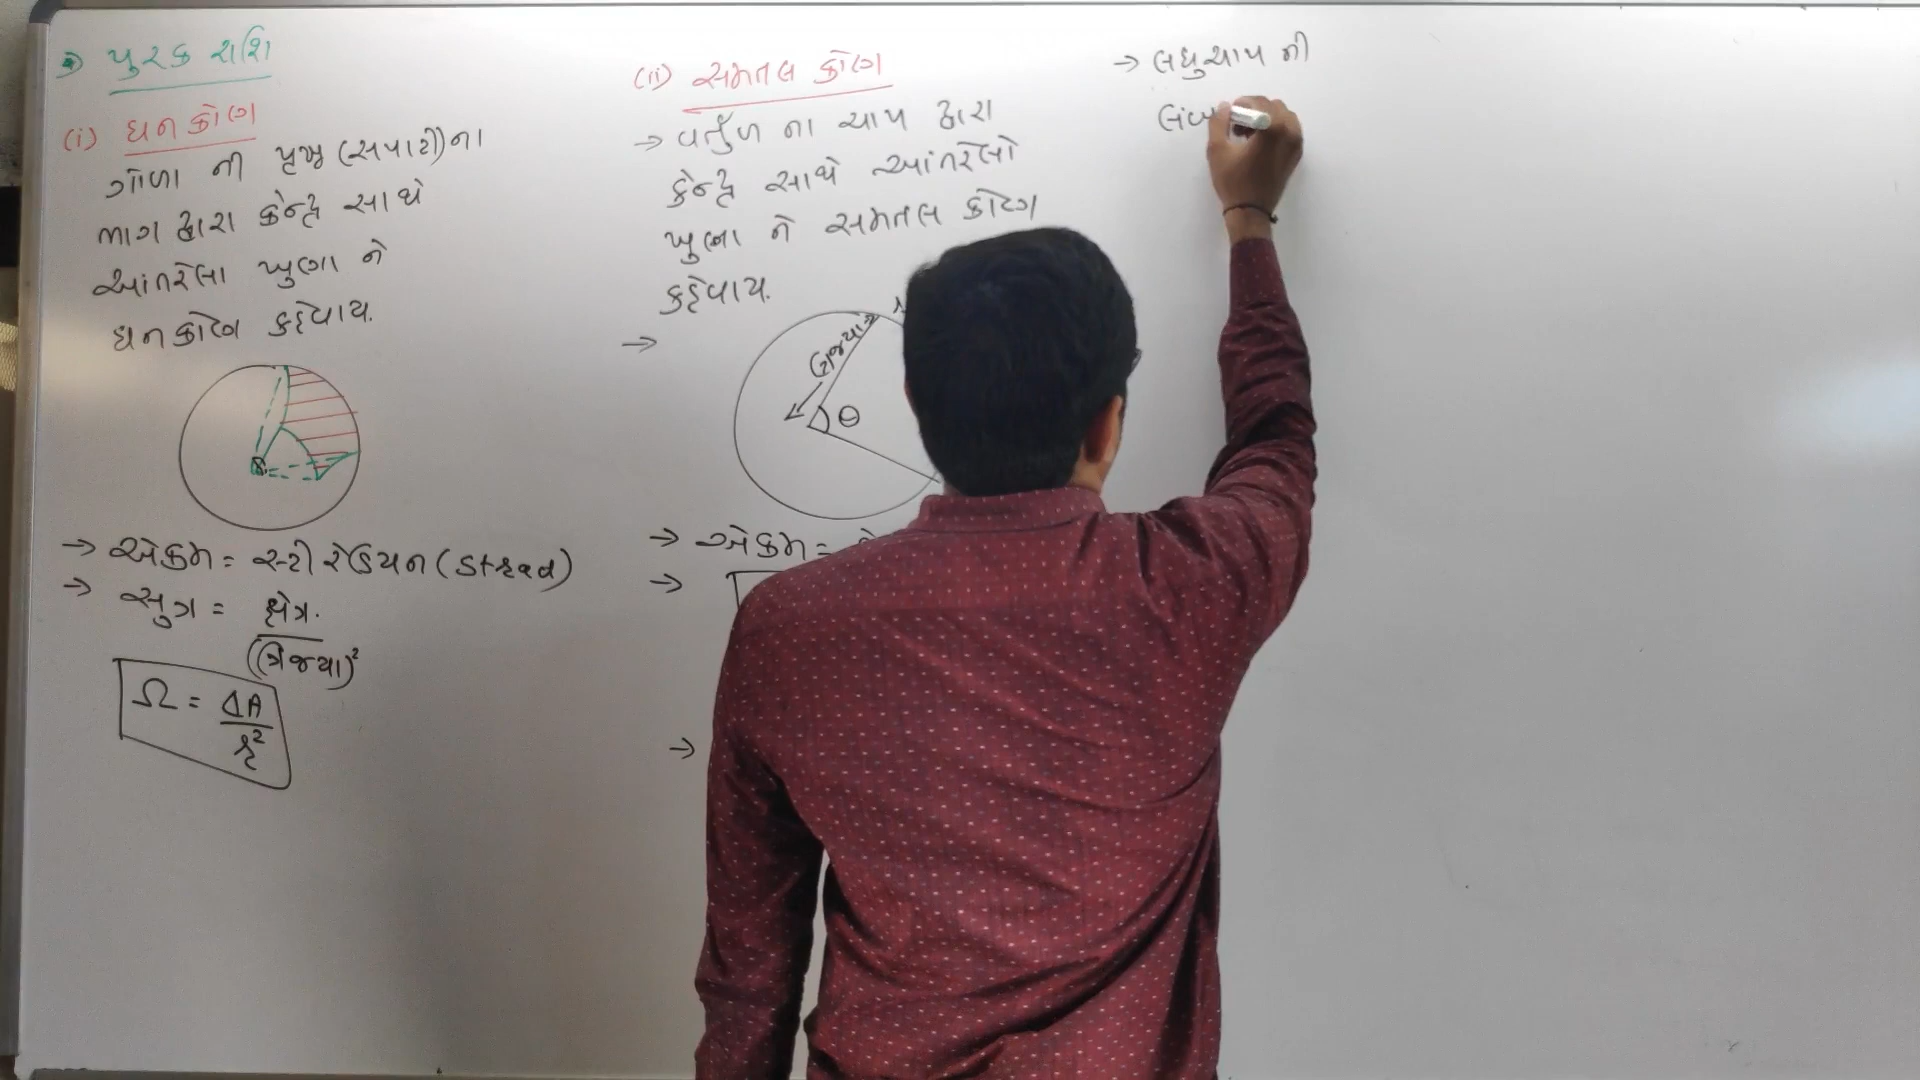 પુરક રાશિ
(i) ઘનકોણ
ગોળા ની પૃષ્ઠ (સપાટી)ના
ભાગ દ્વારા કેન્દ્ર સાથે
આંતરેલા ખુણા ને
ઘનકોણ કહેવાય.
→ એકમ = સ્ટીરેડિયન (Strad)
→ સુત્ર = ક્ષેત્ર.
(ત્રિજ્યા)²
Ω = ΔA
r²
(ii) સમતલ કોણ
→ વર્તુળ ના ચાપ દ્વારા
કેન્દ્ર સાથે આંતરેલો
ખુણા ને સમતલ કોણ
કહેવાય.
→
ત્રિજ્યા
θ
→ એકમ =
→
→
→ લઘુચાપ ની